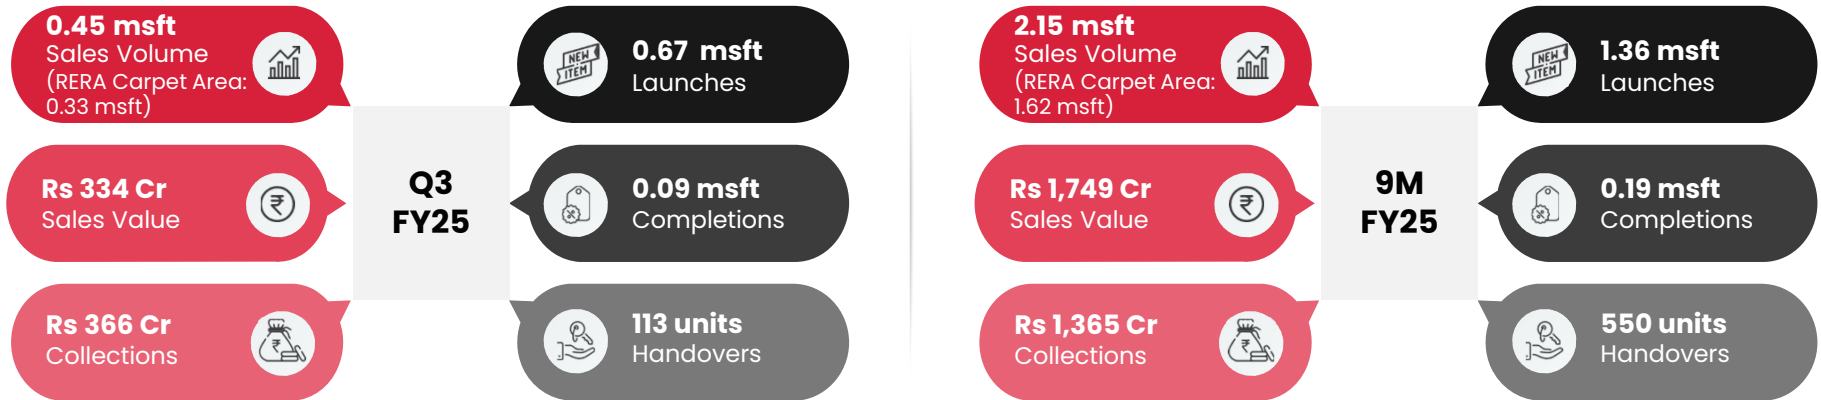 0.45 msft
Sales Volume
(RERA Carpet Area:
0.33 msft)
Rs 334 Cr
Sales Value
Rs 366 Cr
Collections
Q3
FY25
NEW
ITEM
0.67 msft
Launches
0.09 msft
Completions
113 units
Handovers
2.15 msft
Sales Volume
(RERA Carpet Area:
1.62 msft)
Rs 1,749 Cr
Sales Value
₹
Rs 1,365 Cr
Collections
₹
9M
FY25
NEW
ITEM
1.36 msft
Launches
0.19 msft
Completions
550 units
Handovers